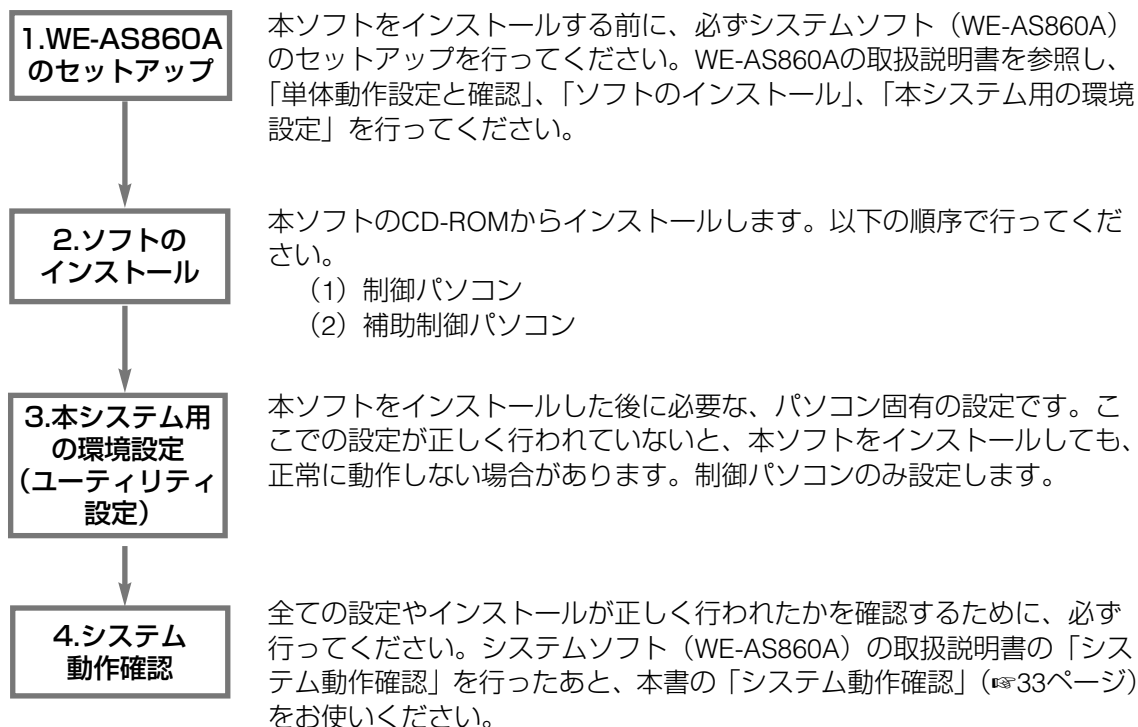 1.WE-AS860A
のセットアップ
本ソフトをインストールする前に、必ずシステムソフト（WE-AS860A）
のセットアップを行ってください。WE-AS860Aの取扱説明書を参照し、
「単体動作設定と確認」、「ソフトのインストール」、「本システム用の環境
設定」を行ってください。
2.ソフトの
インストール
本ソフトのCD-ROMからインストールします。以下の順序で行ってくだ
さい。
（1）制御パソコン
（2）補助制御パソコン
3.本システム用
の環境設定
（ユーティリティ
設定）
本ソフトをインストールした後に必要な、パソコン固有の設定です。こ
こでの設定が正しく行われていないと、本ソフトをインストールしても、
正常に動作しない場合があります。制御パソコンのみ設定します。
4.システム
動作確認
全ての設定やインストールが正しく行われたかを確認するために、必ず
行ってください。システムソフト（WE-AS860A）の取扱説明書の「シス
テム動作確認」を行ったあと、本書の「システム動作確認」（☞33ページ）
をお使いください。